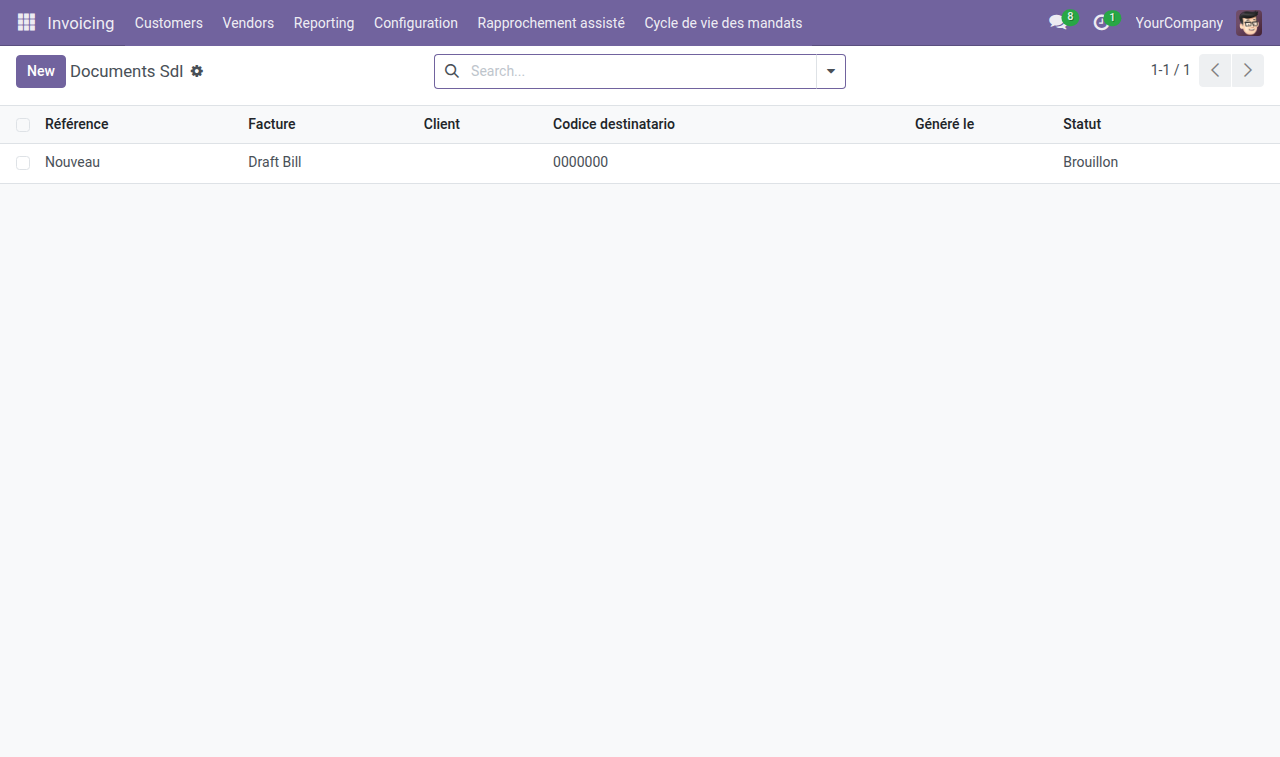 Invoicing Customers Vendors Reporting Configuration Rapprochement assisté Cycle de vie des mandats 8 1 YourCompany
New Documents SdI Search... 1-1 / 1
Référence Facture Client Codice destinatario Généré le Statut
Nouveau Draft Bill 0000000 Brouillon